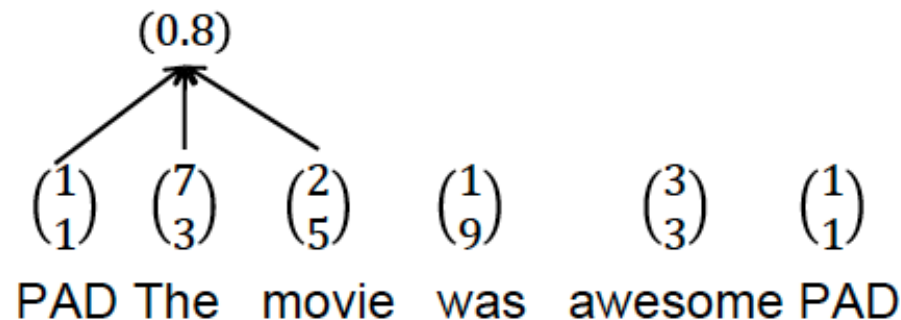 (0.8)
(1 1) (7 3) (2 5) (1 9) (3 3) (1 1)
PAD The movie was awesome PAD